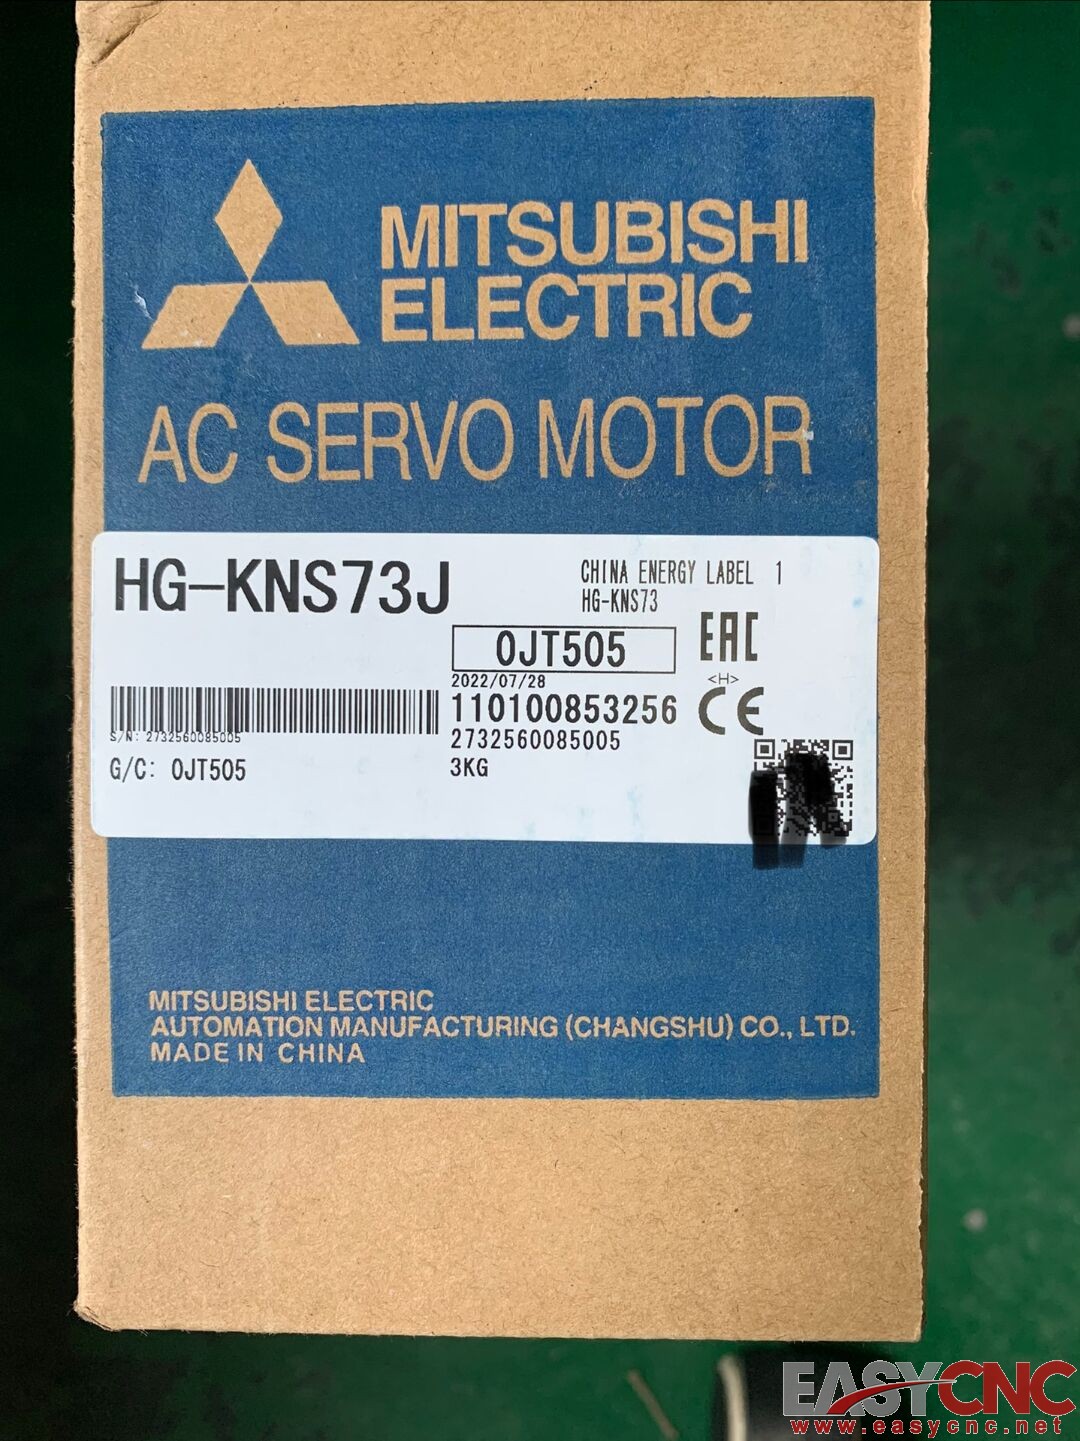 MITSUBISHI
ELECTRIC
AC SERVO MOTOR
HG-KNS73J
CHINA ENERGY LABEL 1
HG-KNS73
0JT505
EAC
2022/07/28
<H>
110100853256
CE
S/N: 2732560085005
2732560085005
G/C: 0JT505
3KG
MITSUBISHI ELECTRIC
AUTOMATION MANUFACTURING (CHANGSHU) CO., LTD.
MADE IN CHINA
EASYCNC
www.easycnc.net